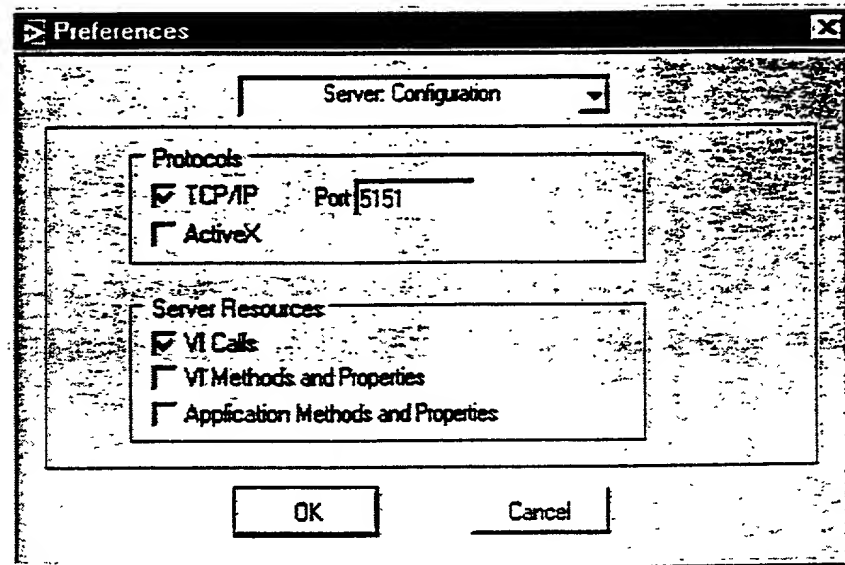 Preferences
Server: Configuration
Protocols
TCP/IP Port 5151
ActiveX
Server Resources
VI Calls
VI Methods and Properties
Application Methods and Properties
OK Cancel